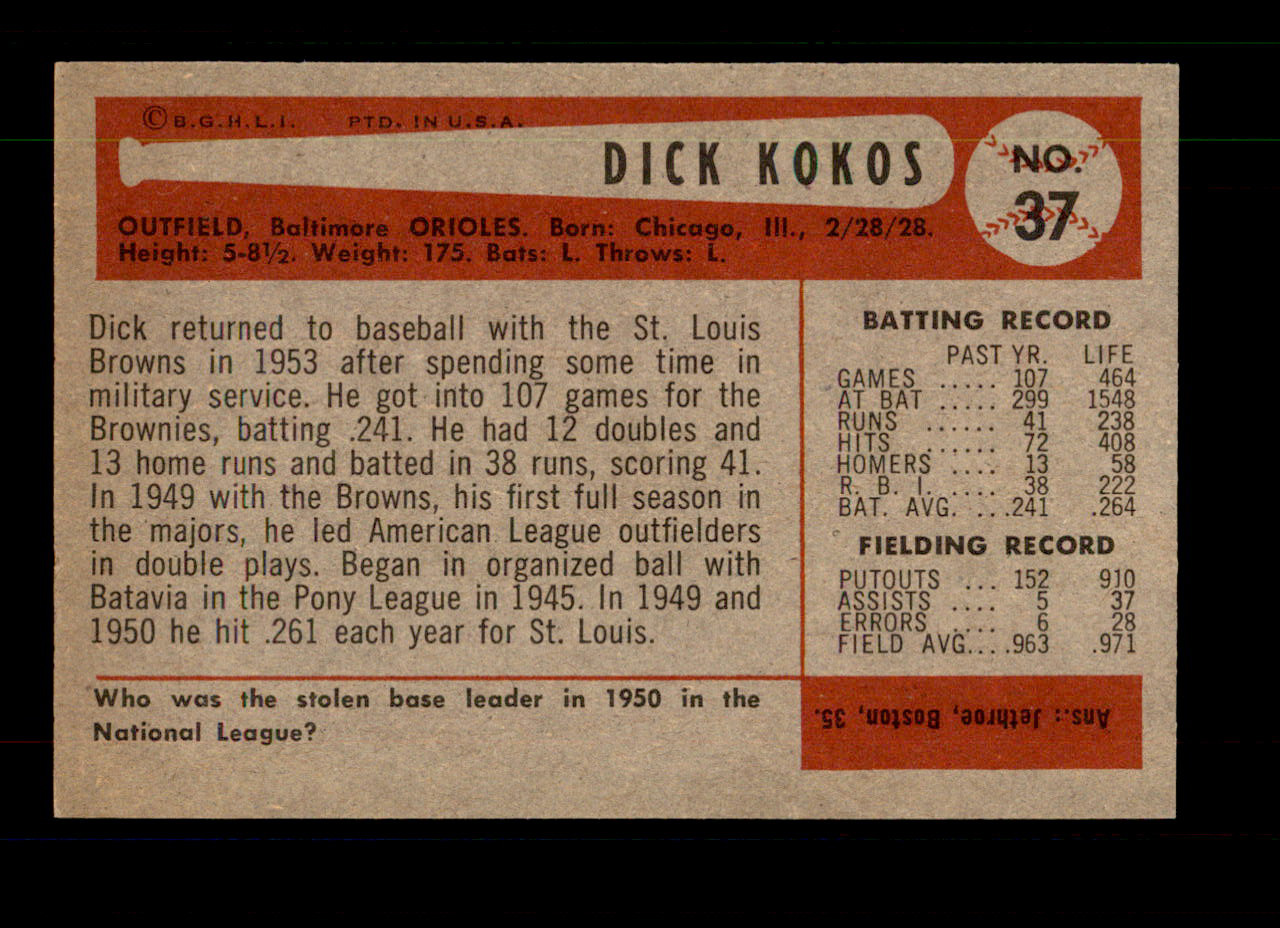 ©B.G.H.L.I. PTD. IN U.S.A.
DICK KOKOS
NO.
37
OUTFIELD, Baltimore ORIOLES. Born: Chicago, Ill., 2/28/28.
Height: 5-8½. Weight: 175. Bats: L. Throws: L.
Dick returned to baseball with the St. Louis
Browns in 1953 after spending some time in
military service. He got into 107 games for the
Brownies, batting .241. He had 12 doubles and
13 home runs and batted in 38 runs, scoring 41.
In 1949 with the Browns, his first full season in
the majors, he led American League outfielders
in double plays. Began in organized ball with
Batavia in the Pony League in 1945. In 1949 and
1950 he hit .261 each year for St. Louis.
Who was the stolen base leader in 1950 in the
National League?
BATTING RECORD
PAST YR. LIFE
GAMES ..... 107 464
AT BAT ..... 299 1548
RUNS ...... 41 238
HITS ...... 72 408
HOMERS .... 13 58
R. B. I. .... 38 222
BAT. AVG. ...241 .264
FIELDING RECORD
PUTOUTS ... 152 910
ASSISTS .... 5 37
ERRORS .... 6 28
FIELD AVG....963 .971
Ans.: Jethroe, Boston, 35.